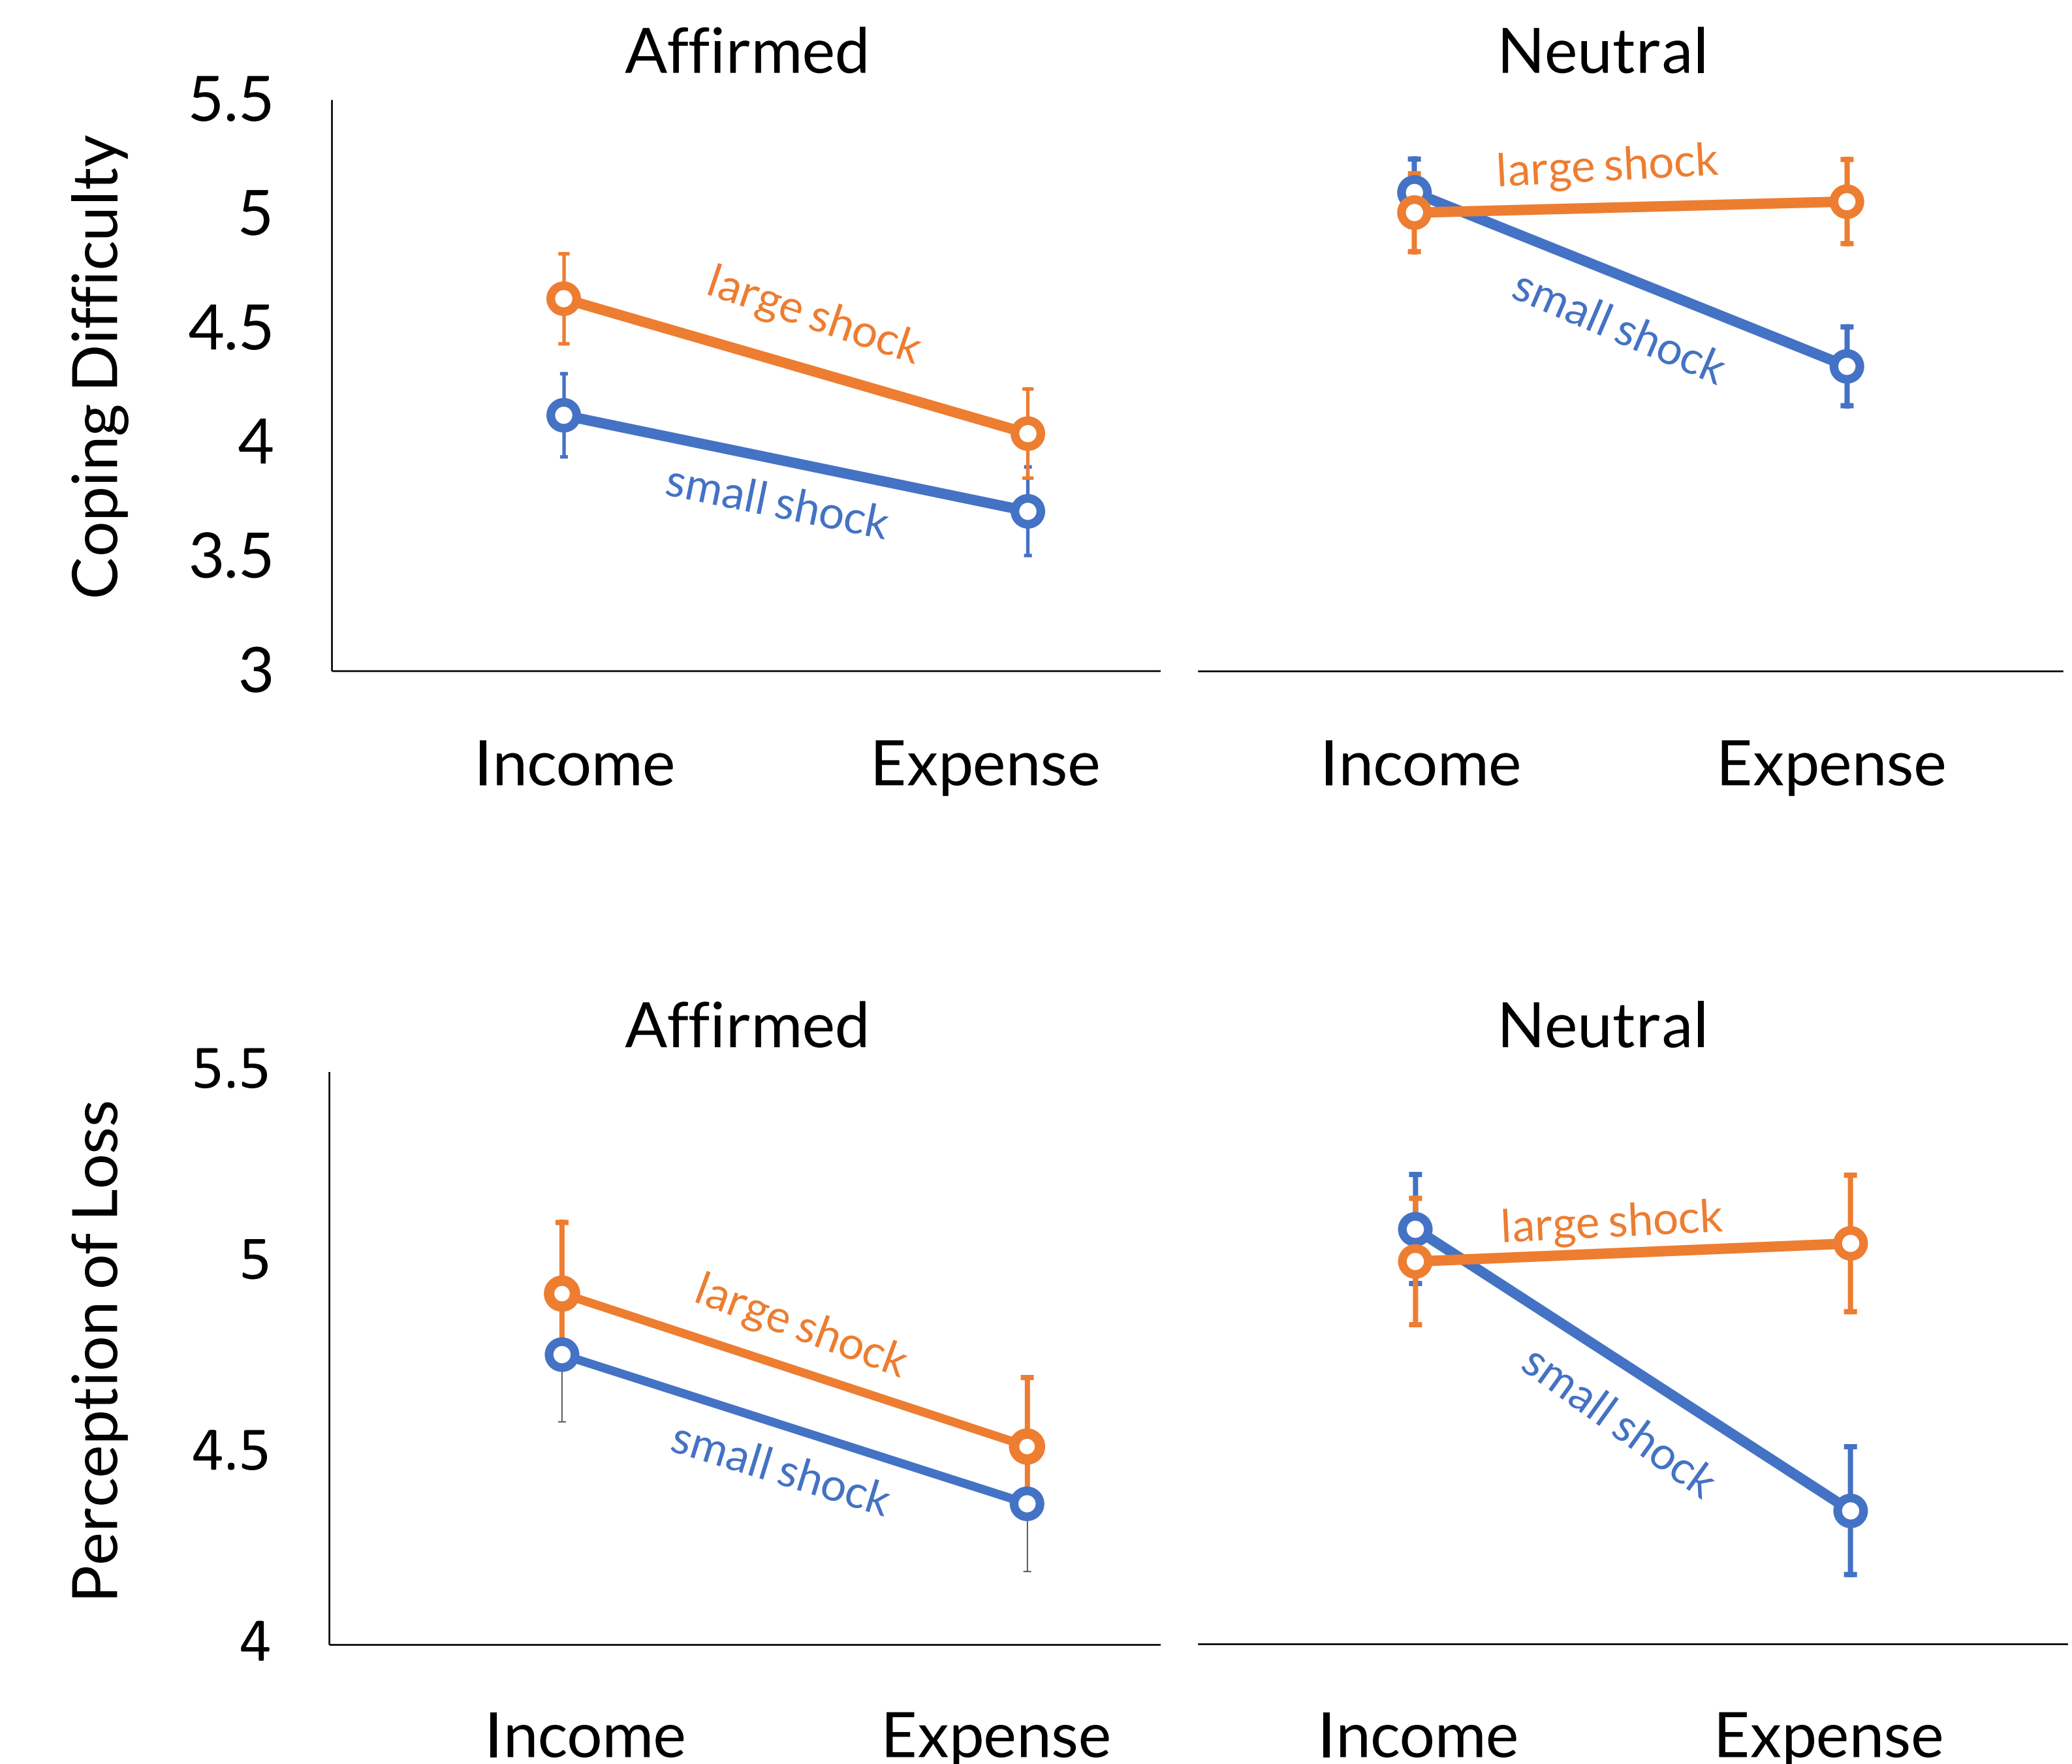 Affirmed
Neutral
Coping Difficulty
5.5
5
4.5
4
3.5
3
large shock
small shock
large shock
small shock
Income
Expense
Income
Expense
Affirmed
Neutral
Perception of Loss
5.5
5
4.5
4
large shock
small shock
large shock
small shock
Income
Expense
Income
Expense